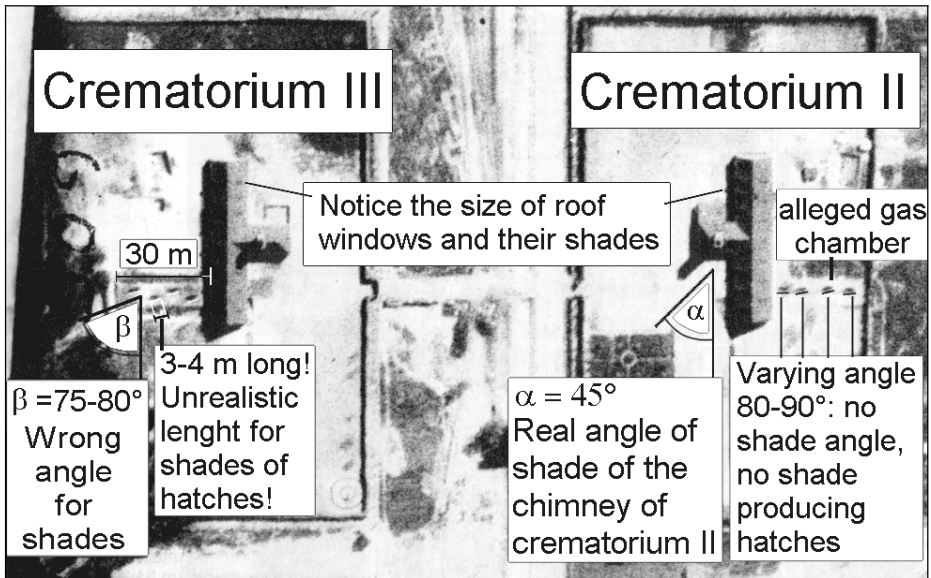 Crematorium III
Crematorium II
Notice the size of roof
windows and their shades
alleged gas
chamber
30 m
β
α
3-4 m long!
Unrealistic
lenght for
shades of
hatches!
β =75-80°
Wrong
angle
for
shades
α = 45°
Real angle of
shade of the
chimney of
crematorium II
Varying angle
80-90°: no
shade angle,
no shade
producing
hatches